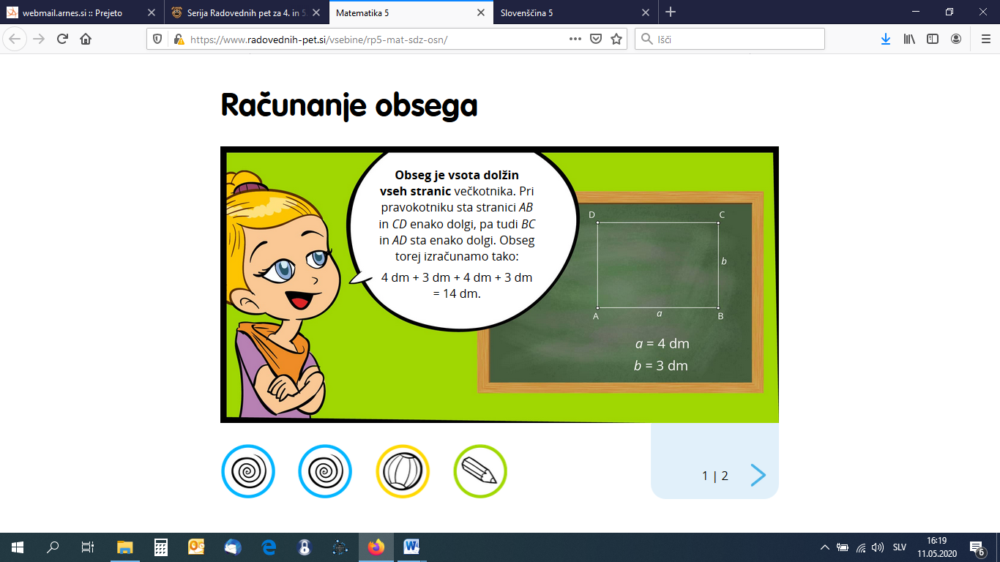 webmail.arnes.si :: Prejeto
Serija Radovednih pet za 4. in 5.
Matematika 5
Slovenščina 5
https://www.radovednih-pet.si/vsebine/rp5-mat-sdz-osn/
Išči
Računanje obsega
Obseg je vsota dolžin
vseh stranic večkotnika. Pri
pravokotniku sta stranici AB
in CD enako dolgi, pa tudi BC
in AD sta enako dolgi. Obseg
torej izračunamo tako:
4 dm + 3 dm + 4 dm + 3 dm
= 14 dm.
D
C
b
A
a
B
a = 4 dm
b = 3 dm
1 | 2
SLV
16:19
11.05.2020
6